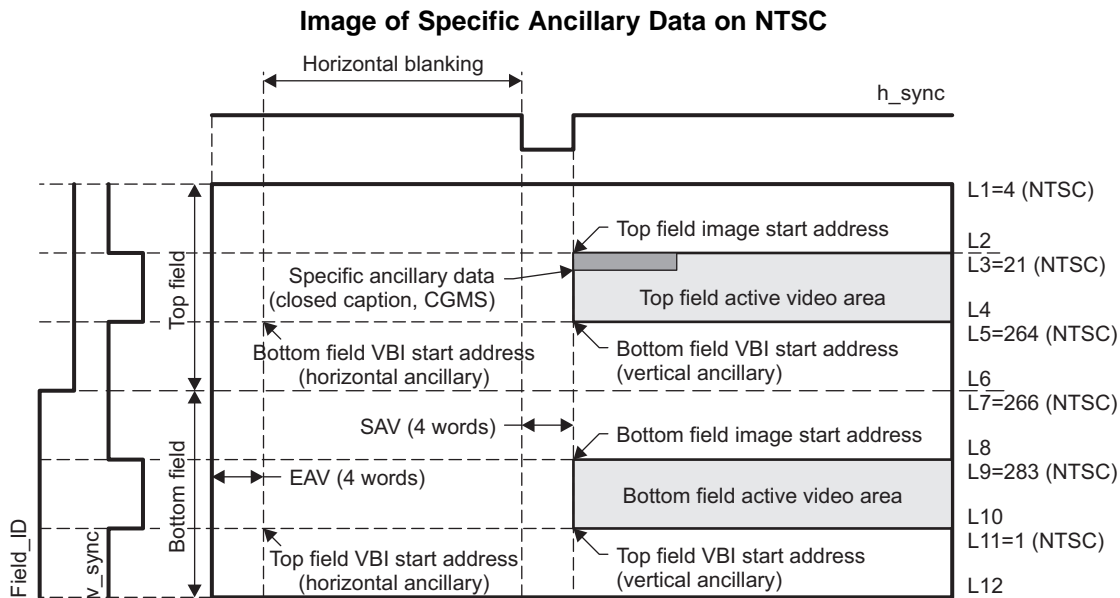 Image of Specific Ancillary Data on NTSC
Horizontal blanking
h_sync
L1=4 (NTSC)
Top field image start address
L2
Specific ancillary data
(closed caption, CGMS)
L3=21 (NTSC)
Top field active video area
Top field
L4
Bottom field VBI start address
(horizontal ancillary)
Bottom field VBI start address
(vertical ancillary)
L5=264 (NTSC)
L6
L7=266 (NTSC)
SAV (4 words)
Bottom field image start address
L8
EAV (4 words)
L9=283 (NTSC)
Bottom field active video area
Bottom field
L10
Top field VBI start address
(horizontal ancillary)
Top field VBI start address
(vertical ancillary)
L11=1 (NTSC)
L12
Field_ID
v_sync